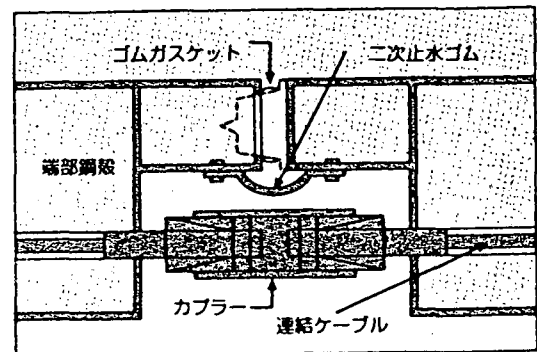 ゴムガスケット
二次止水ゴム
端部鋼殻
カプラー
連結ケーブル